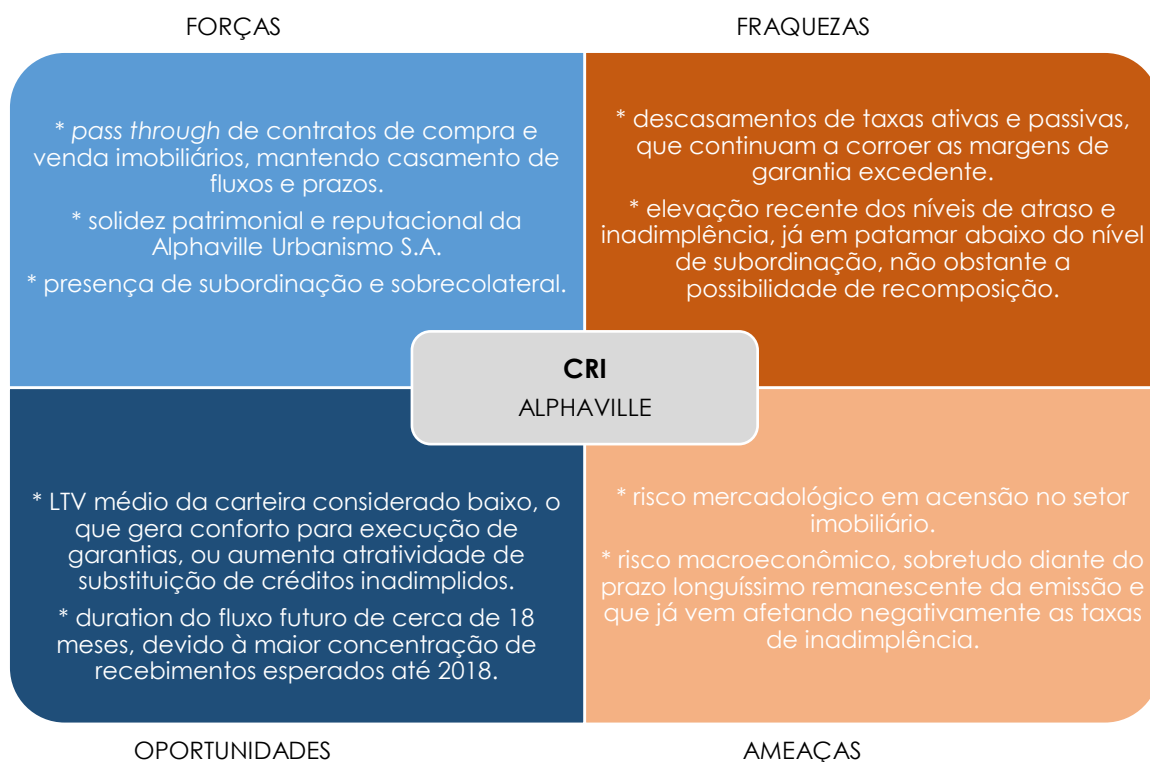 FORÇAS
FRAQUEZAS
* pass through de contratos de compra e
venda imobiliários, mantendo casamento de
fluxos e prazos.
* solidez patrimonial e reputacional da
Alphaville Urbanismo S.A.
* presença de subordinação e sobrecolateral.
* descasamentos de taxas ativas e passivas,
que continuam a corroer as margens de
garantia excedente.
* elevação recente dos níveis de atraso e
inadimplência, já em patamar abaixo do nível
de subordinação, não obstante a
possibilidade de recomposição.
CRI
ALPHAVILLE
* LTV médio da carteira considerado baixo, o
que gera conforto para execução de
garantias, ou aumenta atratividade de
substituição de créditos inadimplidos.
* duration do fluxo futuro de cerca de 18
meses, devido à maior concentração de
recebimentos esperados até 2018.
* risco mercadológico em acensão no setor
imobiliário.
* risco macroeconômico, sobretudo diante do
prazo longuíssimo remanescente da emissão e
que já vem afetando negativamente as taxas
de inadimplência.
OPORTUNIDADES
AMEAÇAS